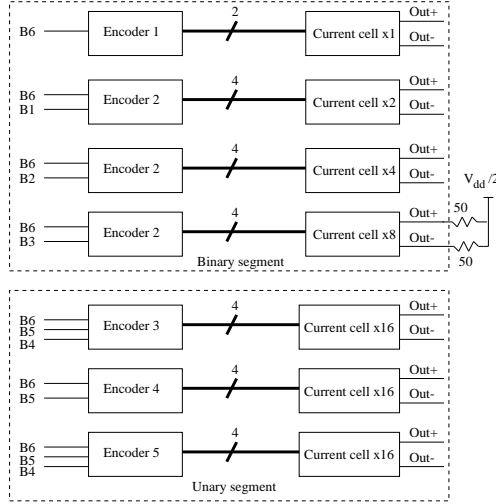 2
B6 Encoder 1 Current cell x1 Out+
Out-
4
B6 Encoder 2 Current cell x2 Out+
B1 Out-
4
B6 Encoder 2 Current cell x4 Out+
B2 Out-
Vdd /2
4
B6 Encoder 2 Current cell x8 Out+ 50
B3 Out- 50
Binary segment
4
B6 Encoder 3 Current cell x16 Out+
B5 Out-
B4
4
B6 Encoder 4 Current cell x16 Out+
B5 Out-
4
B6 Encoder 5 Current cell x16 Out+
B5 Out-
B4
Unary segment